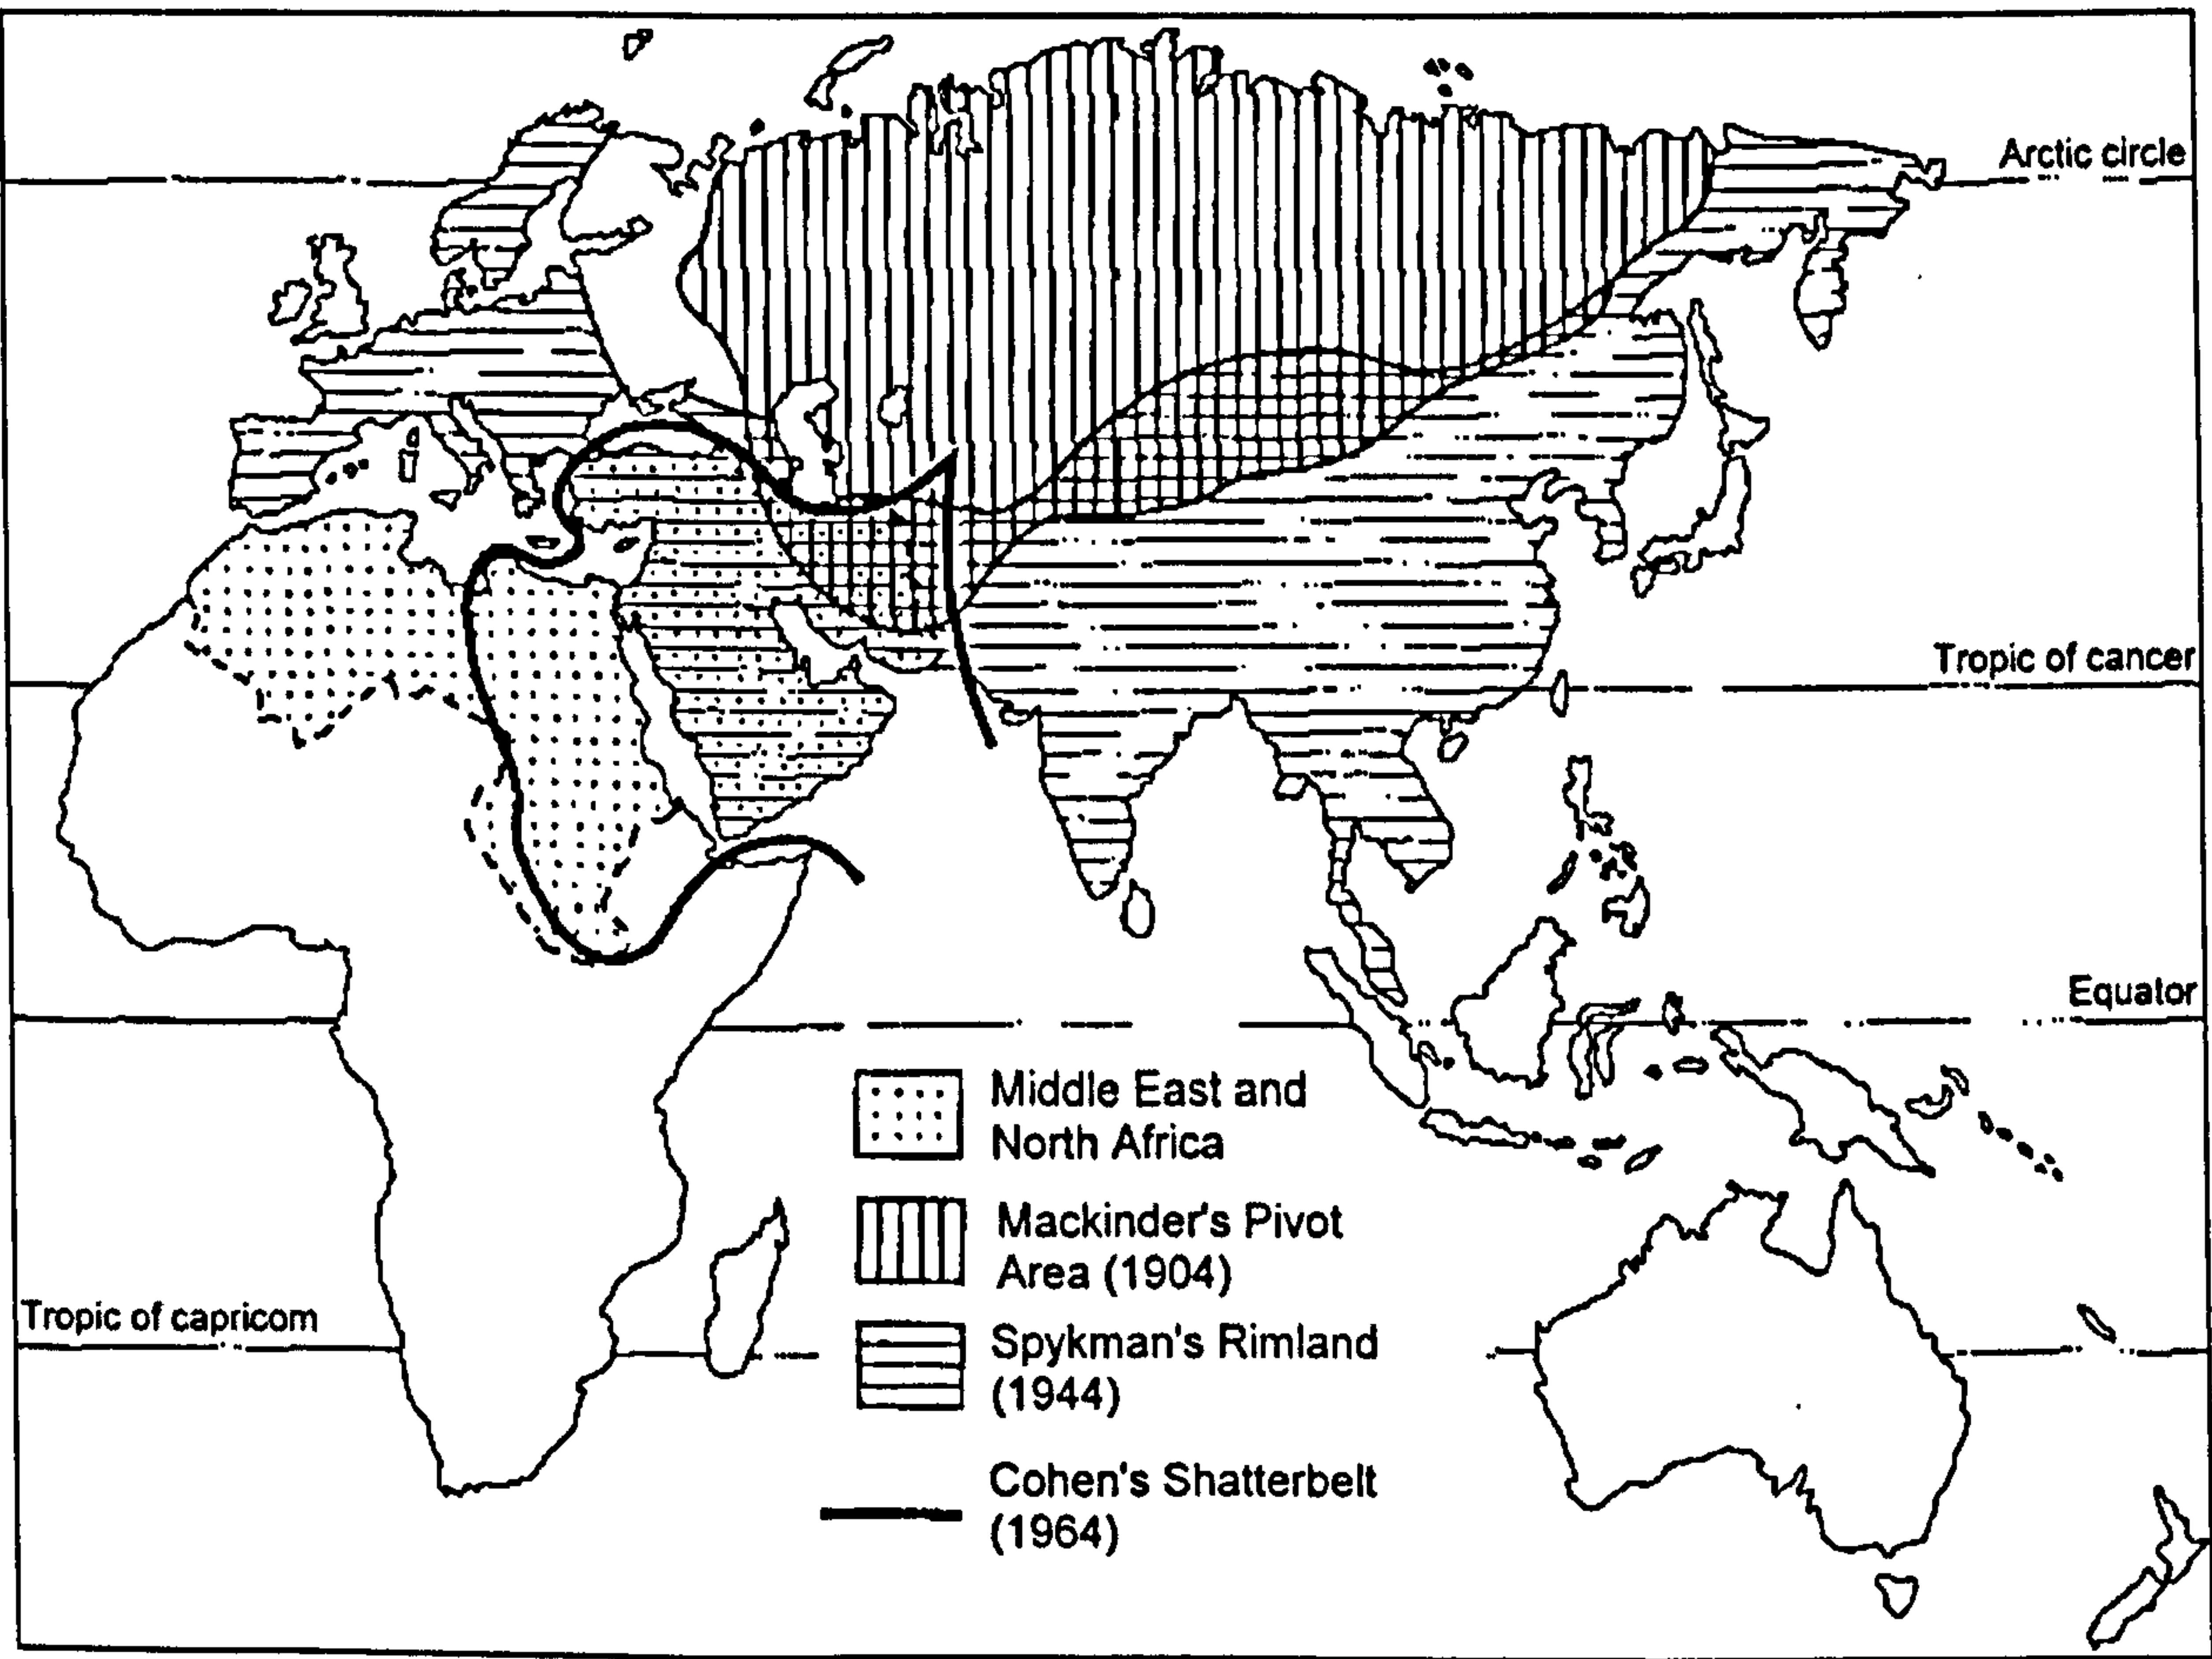 Arctic circle
Tropic of cancer
Equator
Middle East and
North Africa
Mackinder's Pivot
Area (1904)
Tropic of capricom
Spykman's Rimland
(1944)
Cohen's Shatterbelt
(1964)